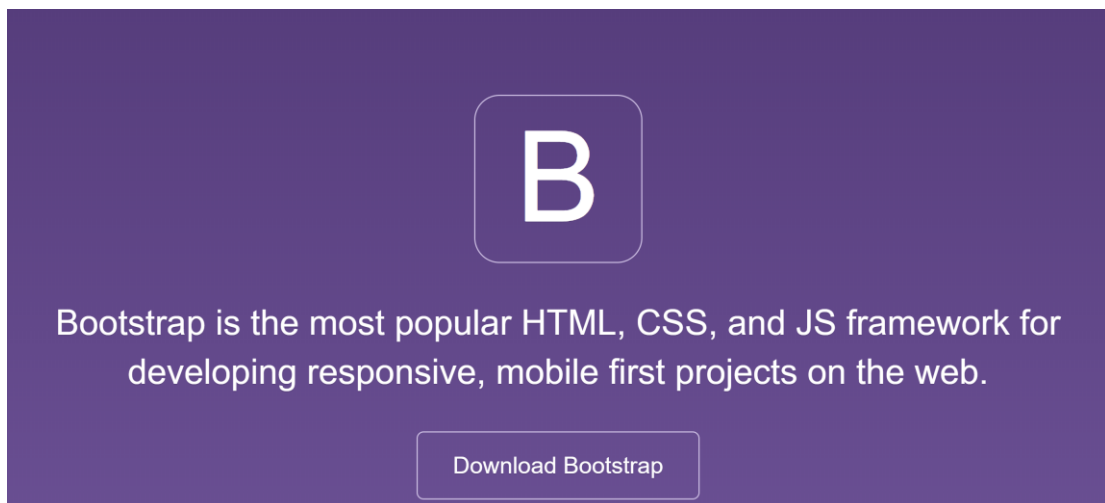 B
Bootstrap is the most popular HTML, CSS, and JS framework for
developing responsive, mobile first projects on the web.
Download Bootstrap